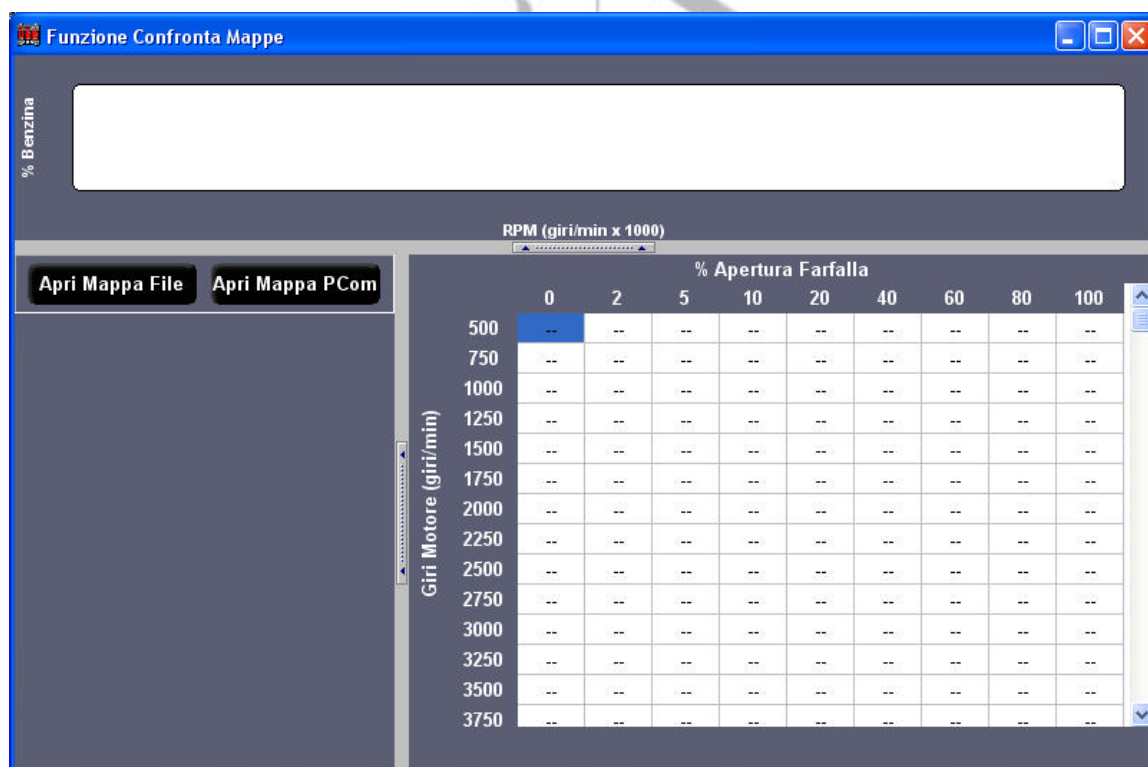 Funzione Confronta Mappe
% Benzina
RPM (giri/min x 1000)
Apri Mappa File Apri Mappa PCom
% Apertura Farfalla
0 2 5 10 20 40 60 80 100
Giri Motore (giri/min)
500 -- -- -- -- -- -- -- -- --
750 -- -- -- -- -- -- -- -- --
1000 -- -- -- -- -- -- -- -- --
1250 -- -- -- -- -- -- -- -- --
1500 -- -- -- -- -- -- -- -- --
1750 -- -- -- -- -- -- -- -- --
2000 -- -- -- -- -- -- -- -- --
2250 -- -- -- -- -- -- -- -- --
2500 -- -- -- -- -- -- -- -- --
2750 -- -- -- -- -- -- -- -- --
3000 -- -- -- -- -- -- -- -- --
3250 -- -- -- -- -- -- -- -- --
3500 -- -- -- -- -- -- -- -- --
3750 -- -- -- -- -- -- -- -- --